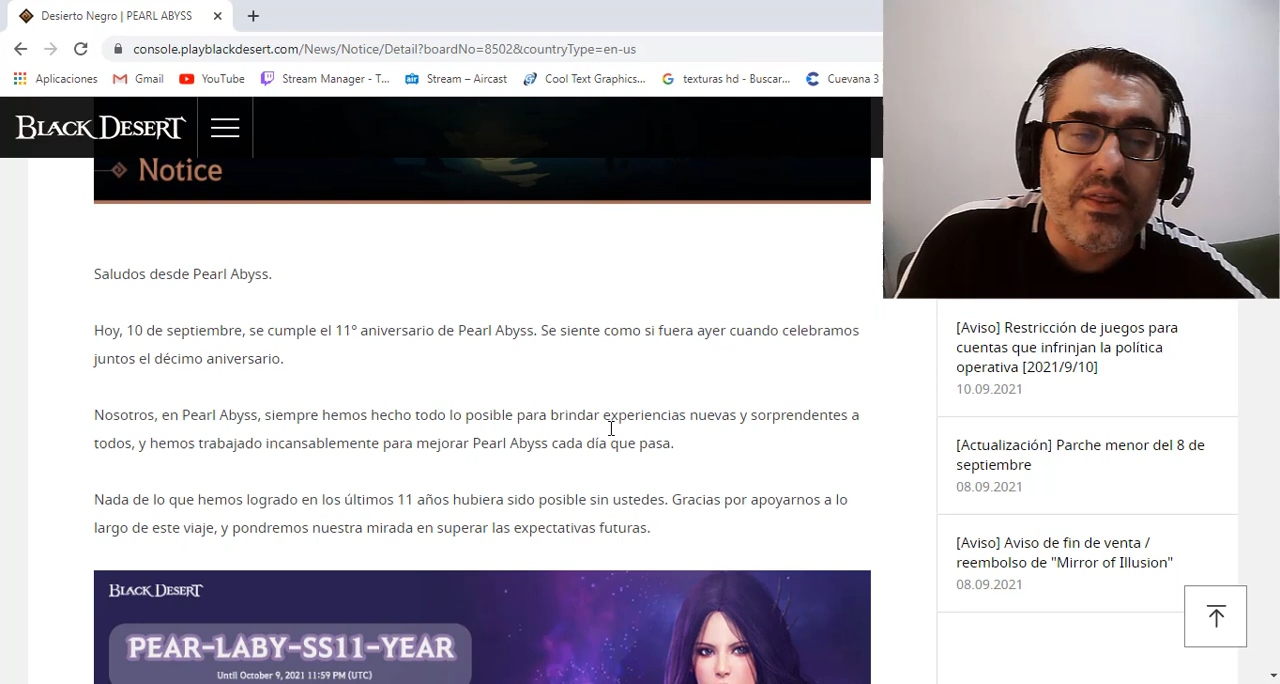 Desierto Negro | PEARL ABYSS
console.playblackdesert.com/News/Notice/Detail?boardNo=8502&countryType=en-us
Aplicaciones
Gmail
YouTube
Stream Manager - T...
air
Stream – Aircast
Cool Text Graphics...
texturas hd - Buscar...
Cuevana 3
BLACK DESERT
Notice
Saludos desde Pearl Abyss.
Hoy, 10 de septiembre, se cumple el 11° aniversario de Pearl Abyss. Se siente como si fuera ayer cuando celebramos
juntos el décimo aniversario.
Nosotros, en Pearl Abyss, siempre hemos hecho todo lo posible para brindar experiencias nuevas y sorprendentes a
todos, y hemos trabajado incansablemente para mejorar Pearl Abyss cada día que pasa.
Nada de lo que hemos logrado en los últimos 11 años hubiera sido posible sin ustedes. Gracias por apoyarnos a lo
largo de este viaje, y pondremos nuestra mirada en superar las expectativas futuras.
BLACK DESERT
PEAR-LABY-SS11-YEAR
Until October 9, 2021 11:59 PM (UTC)
[Aviso] Restricción de juegos para
cuentas que infrinjan la política
operativa [2021/9/10]
10.09.2021
[Actualización] Parche menor del 8 de
septiembre
08.09.2021
[Aviso] Aviso de fin de venta /
reembolso de "Mirror of Illusion"
08.09.2021